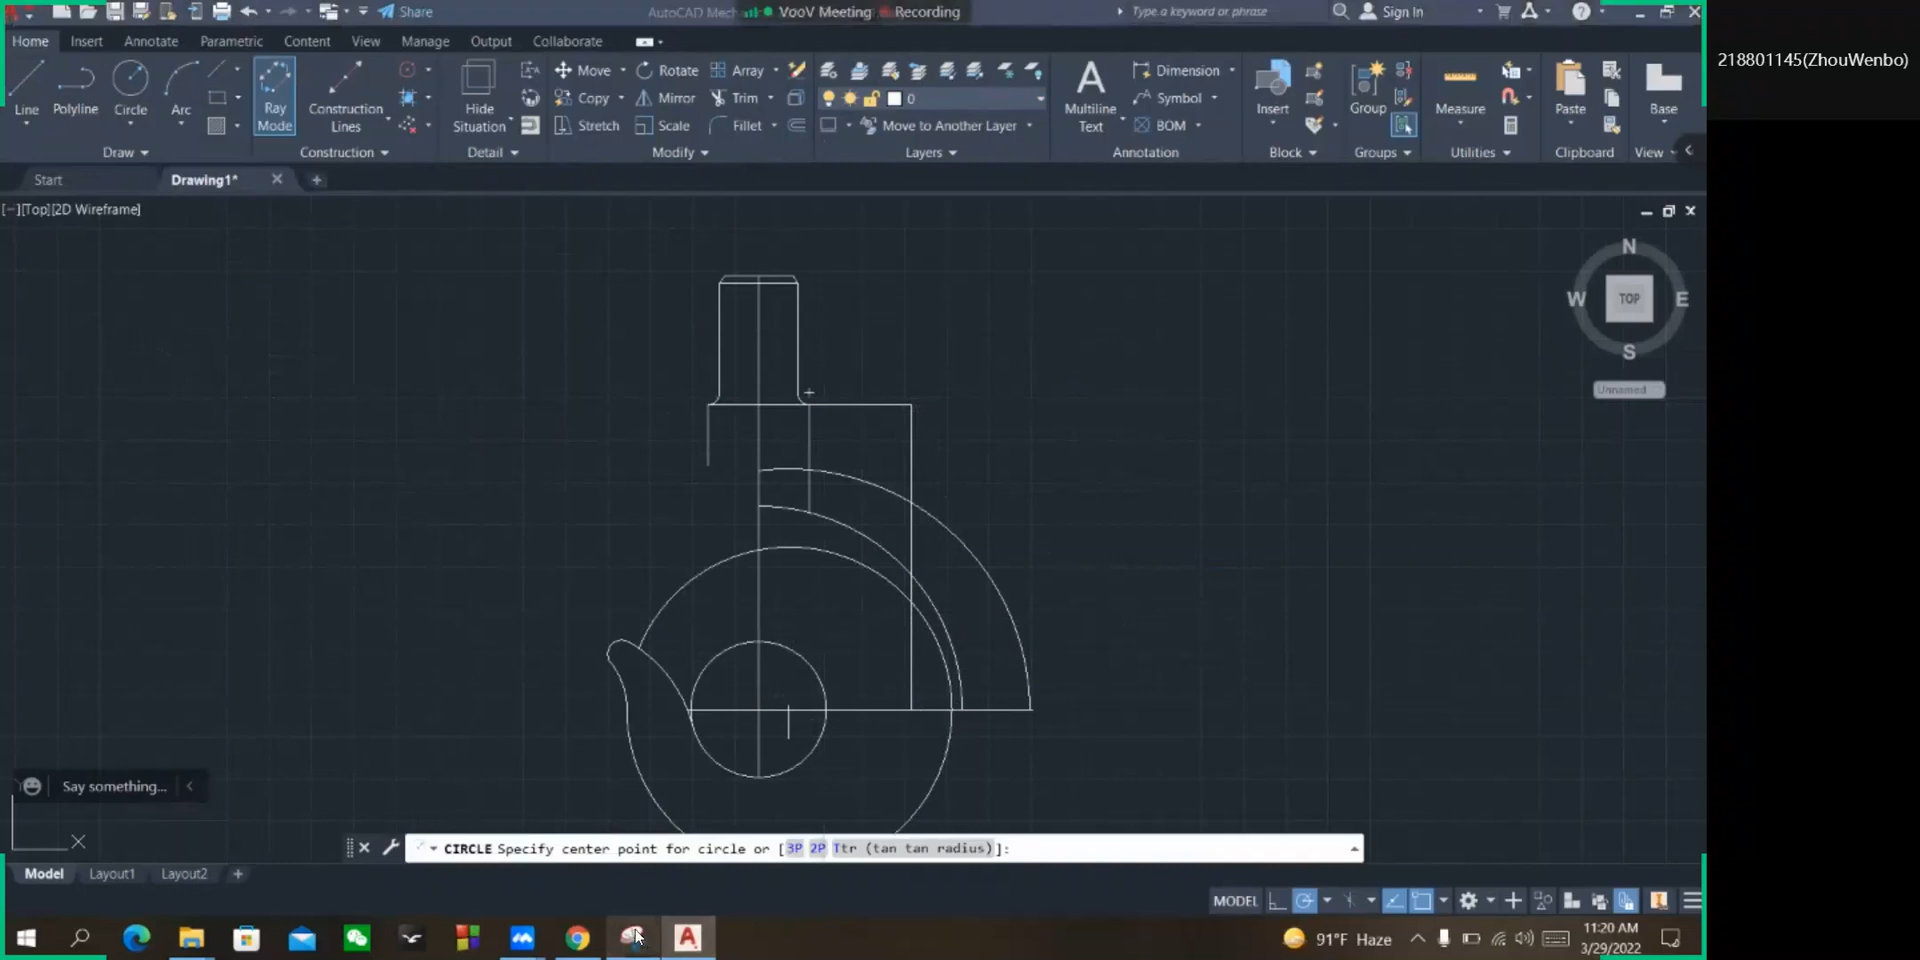 Share
AutoCAD Mech
VooV Meeting
Recording
Type a keyword or phrase
Sign In
218801145(ZhouWenbo)
Home Insert Annotate Parametric Content View Manage Output Collaborate
Line
Polyline
Circle
Arc
Ray Mode
Construction Lines
Hide Situation
Move
Rotate
Array
Copy
Mirror
Trim
Stretch
Scale
Fillet
0
Move to Another Layer
Multiline Text
Dimension
Symbol
BOM
Insert
Group
Measure
Paste
Base
Draw
Construction
Detail
Modify
Layers
Annotation
Block
Groups
Utilities
Clipboard
View
Start
Drawing1*
[−][Top][2D Wireframe]
N
W
TOP
E
S
Unnamed
Say something...
X
CIRCLE Specify center point for circle or [3P 2P Ttr (tan tan radius)]:
Model Layout1 Layout2
MODEL
91°F Haze
11:20 AM
3/29/2022